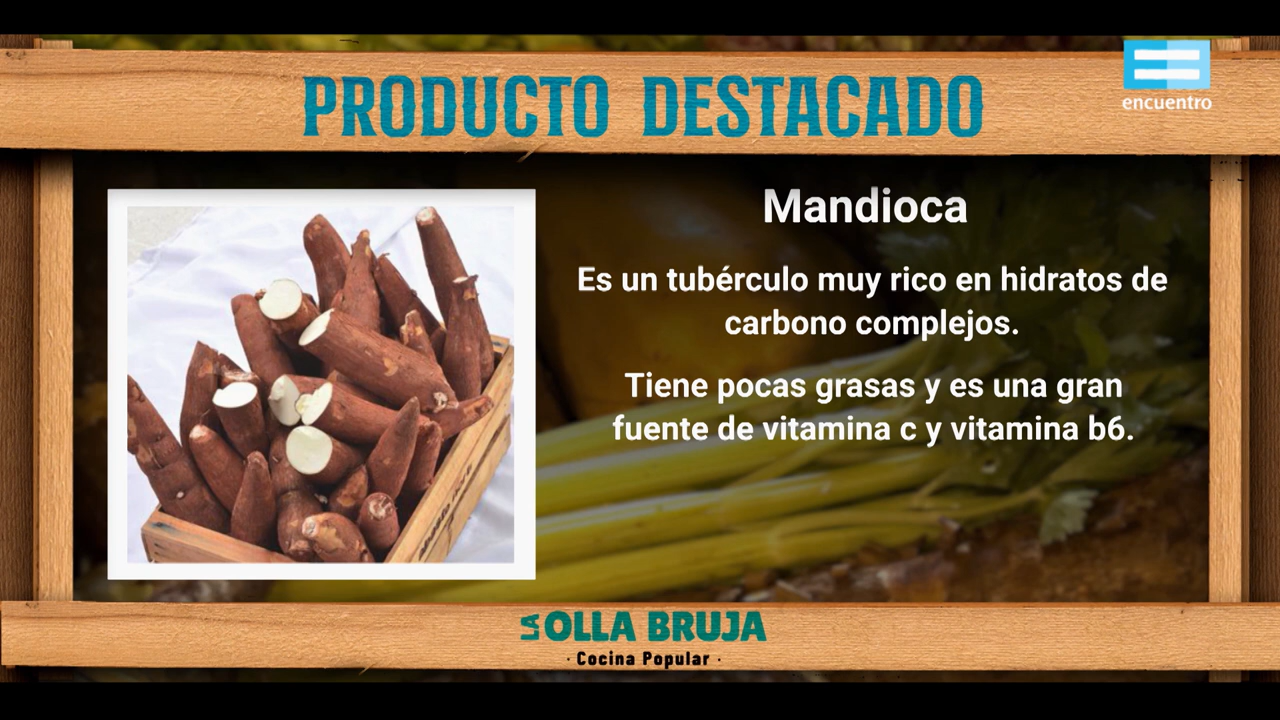 PRODUCTO DESTACADO
encuentro
Mandioca
Es un tubérculo muy rico en hidratos de
carbono complejos.
Tiene pocas grasas y es una gran
fuente de vitamina c y vitamina b6.
LA OLLA BRUJA
· Cocina Popular ·